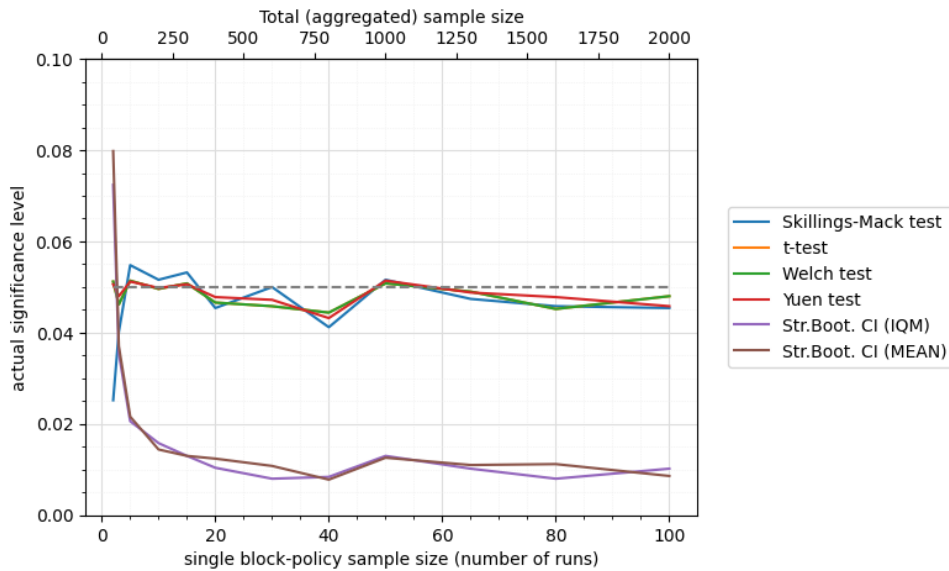 Total (aggregated) sample size
0 250 500 750 1000 1250 1500 1750 2000
0.10
0.08
0.06
0.04
0.02
0.00
actual significance level
Skillings-Mack test
t-test
Welch test
Yuen test
Str.Boot. CI (IQM)
Str.Boot. CI (MEAN)
0 20 40 60 80 100
single block-policy sample size (number of runs)